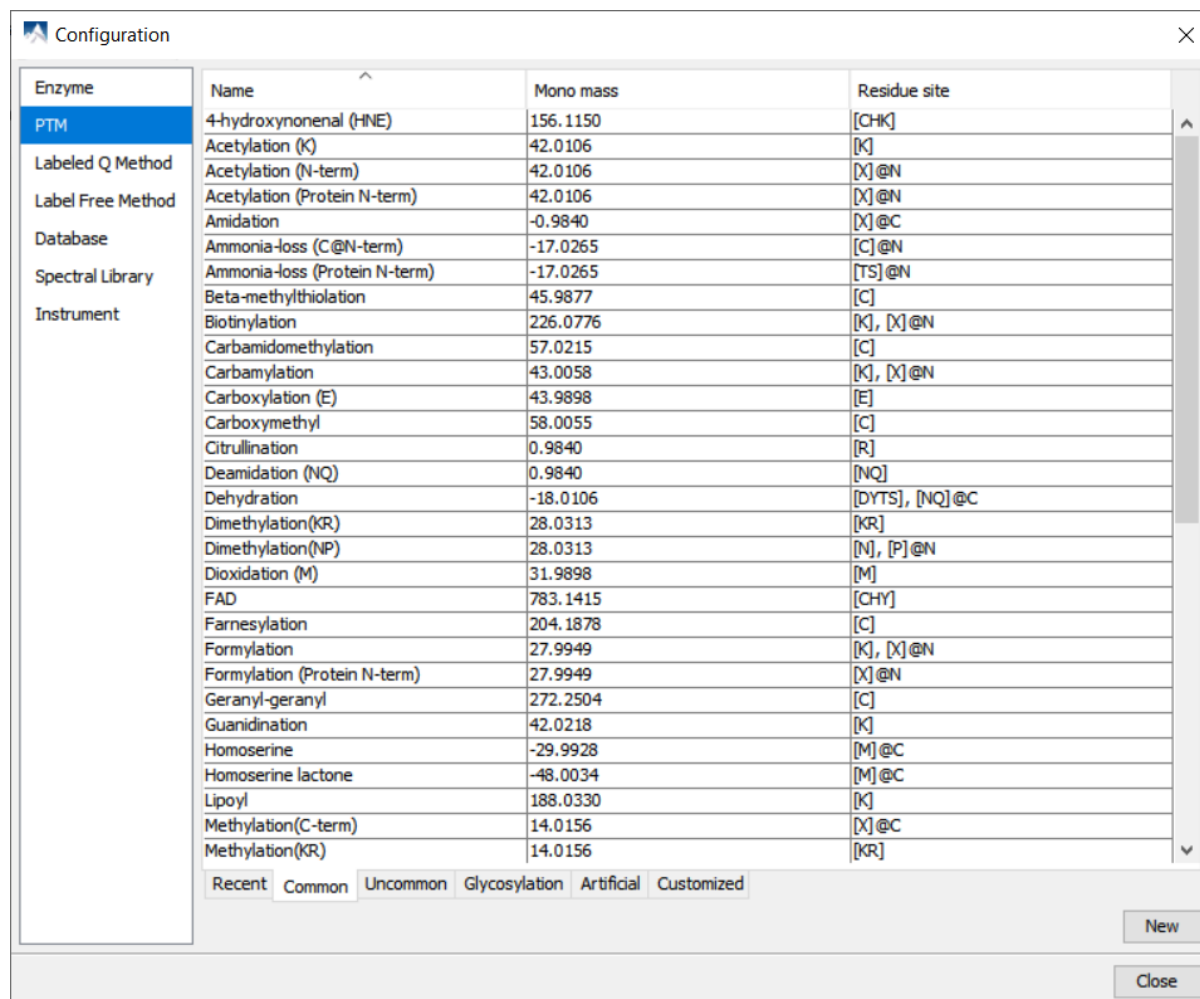 Configuration
Enzyme
PTM
Labeled Q Method
Label Free Method
Database
Spectral Library
Instrument
Name Mono mass Residue site
4-hydroxynonenal (HNE) 156.1150 [CHK]
Acetylation (K) 42.0106 [K]
Acetylation (N-term) 42.0106 [X]@N
Acetylation (Protein N-term) 42.0106 [X]@N
Amidation -0.9840 [X]@C
Ammonia-loss (C@N-term) -17.0265 [C]@N
Ammonia-loss (Protein N-term) -17.0265 [TS]@N
Beta-methylthiolation 45.9877 [C]
Biotinylation 226.0776 [K], [X]@N
Carbamidomethylation 57.0215 [C]
Carbamylation 43.0058 [K], [X]@N
Carboxylation (E) 43.9898 [E]
Carboxymethyl 58.0055 [C]
Citrullination 0.9840 [R]
Deamidation (NQ) 0.9840 [NQ]
Dehydration -18.0106 [DYTS], [NQ]@C
Dimethylation(KR) 28.0313 [KR]
Dimethylation(NP) 28.0313 [N], [P]@N
Dioxidation (M) 31.9898 [M]
FAD 783.1415 [CHY]
Farnesylation 204.1878 [C]
Formylation 27.9949 [K], [X]@N
Formylation (Protein N-term) 27.9949 [X]@N
Geranyl-geranyl 272.2504 [C]
Guanidination 42.0218 [K]
Homoserine -29.9928 [M]@C
Homoserine lactone -48.0034 [M]@C
Lipoyl 188.0330 [K]
Methylation(C-term) 14.0156 [X]@C
Methylation(KR) 14.0156 [KR]
Recent Common Uncommon Glycosylation Artificial Customized
New
Close